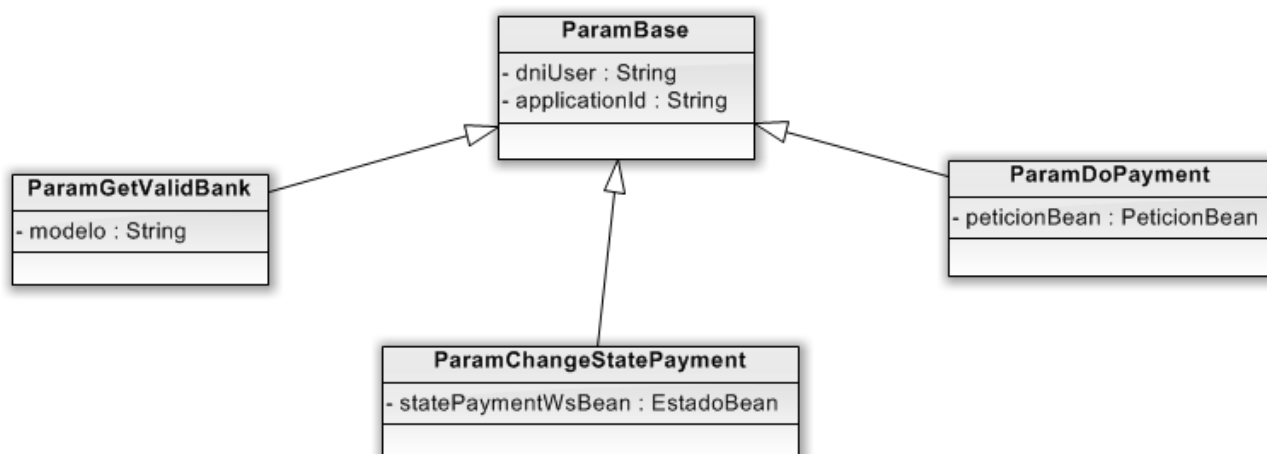 ParamBase
- dniUser : String
- applicationId : String
ParamGetValidBank
- modelo : String
ParamDoPayment
- peticionBean : PeticionBean
ParamChangeStatePayment
- statePaymentWsBean : EstadoBean